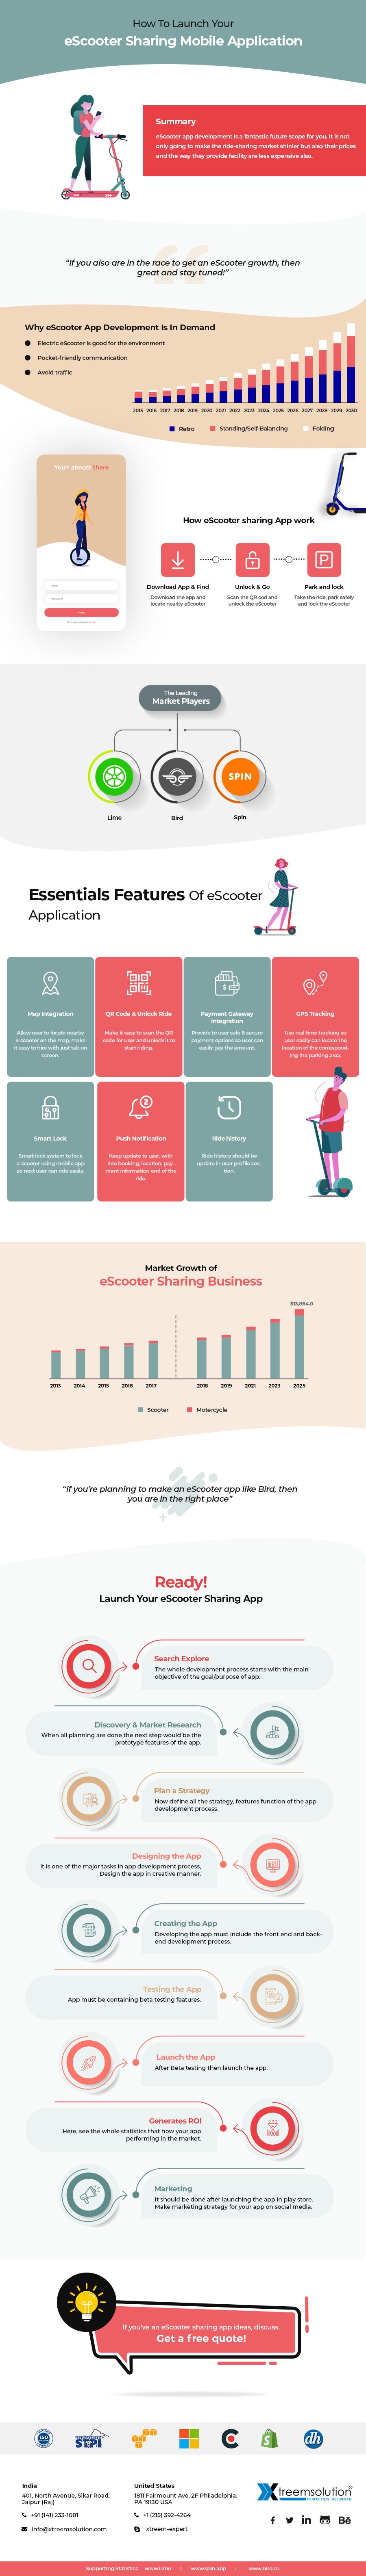 How To Launch Your
eScooter Sharing Mobile Application
Summary
eScooter app development is a fantastic future scope for you. It is not
only going to make the ride-sharing market shinier but also their prices
and the way they provide facility are less expensive also.
“If you also are in the race to get an eScooter growth, then
great and stay tuned!”
Why eScooter App Development Is In Demand
Electric eScooter is good for the environment
Pocket-friendly communication
Avoid traffic
2015 2016 2017 2018 2019 2020 2021 2022 2023 2024 2025 2026 2027 2028 2029 2030
Retro Standing/Self-Balancing Folding
You'r almost there
How eScooter sharing App work
Download App & Find
Download the app and
locate nearby eScooter
Unlock & Go
Scan the QR cod and
unlock the eScooter
Park and lock
Take the ride, park safely
and lock the eScooter
The Leading
Market Players
SPIN
Lime Bird Spin
Essentials Features Of eScooter
Application
Map Integration
Allow user to locate nearby
e-scooter on the map, make
it easy to hire with just tab on
screen.
QR Code & Unlock Ride
Make it easy to scan the QR
code for user and unlock it to
start riding.
Payment Gateway
Integration
Provide to user safe & secure
payment options so user can
easily pay the amount.
GPS Tracking
Use real time tracking so
user easily can locate the
location of the correspond-
ing the parking area.
Smart Lock
Smart lock system to lock
e-scooter using mobile app
so next user can ride easily.
2
Push Notification
Keep update to user, with
ride booking, location, pay-
ment information end of the
ride.
Ride history
Ride history should be
update in user profile sec-
tion.
Market Growth of
eScooter Sharing Business
$13,864.0
2013 2014 2015 2016 2017 2018 2019 2021 2023 2025
Scooter Motercycle
“if you're planning to make an eScooter app like Bird, then
you are in the right place”
Ready!
Launch Your eScooter Sharing App
Search Explore
The whole development process starts with the main
objective of the goal/purpose of app.
Discovery & Market Research
When all planning are done the next step would be the
prototype features of the app.
Plan a Strategy
Now define all the strategy, features function of the app
development process.
Designing the App
It is one of the major tasks in app development process,
Design the app in creative manner.
Creating the App
Developing the app must include the front end and back-
end development process.
Testing the App
App must be containing beta testing features.
Launch the App
After Beta testing then launch the app.
Generates ROI
Here, see the whole statistics that how your app
performing in the market.
Marketing
It should be done after launching the app in play store.
Make marketing strategy for your app on social media.
If you've an eScooter sharing app ideas, discuss.
Get a free quote!
ISO
STPI
dh
India
401, North Avenue, Sikar Road,
Jaipur (Raj)
+91 (141) 233-1081
info@xtreemsolution.com
United States
1811 Fairmount Ave. 2F Philadelphia.
PA 19130 USA
+1 (215) 392-4264
xtreem-expert
Xtreemsolution
PERFECTION DELIVERED
Supporting Statistics - www.li.me | www.spin.app | www.bird.co